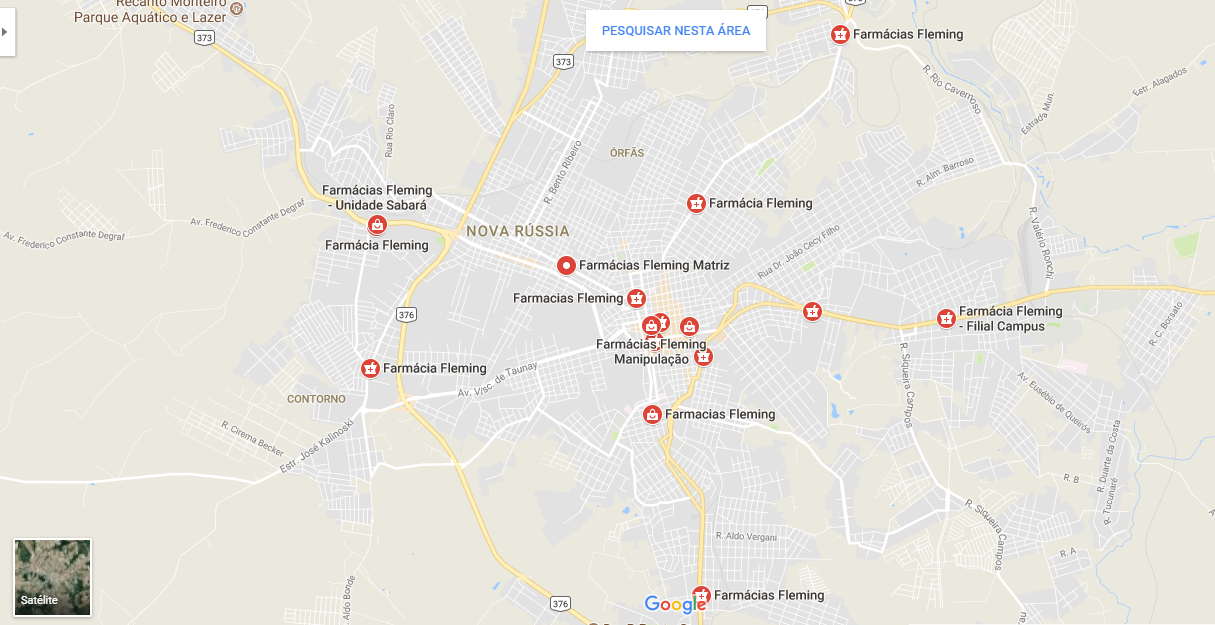 Recanto Monteiro
Parque Aquático e Lazer
373
PESQUISAR NESTA ÁREA
Farmácias Fleming
373
R. Rio Cavernoso
Estr. Alagados
Estrada Mun.
Rua Rio Claro
ÓRFÃS
R. Bento Ribeiro
R. Alm. Barroso
Farmácias Fleming
- Unidade Sabará
Farmácia Fleming
Av. Frederico Constante Degraf
Av. Frederico Constante Degraf
Farmácia Fleming
NOVA RÚSSIA
Rua Dr. João Cecy Filho
R. Valério Ronchi
Farmácias Fleming Matriz
Farmacias Fleming
376
Farmácia Fleming
- Filial Campus
R. C. Borsato
Farmácias Fleming
Manipulação
Farmácia Fleming
Av. Visc. de Taunay
R. Siqueira Campos
Av. Eusébio de Queirós
CONTORNO
Farmacias Fleming
R. Cirema Becker
Estr. José Kalinoski
R. Duarte da Costa
R. Tucunaré
R. B
R. Siqueira Campos
R. Aldo Vergani
R. A
Satélite
Aldo Bonde
376
Google
Farmácias Fleming